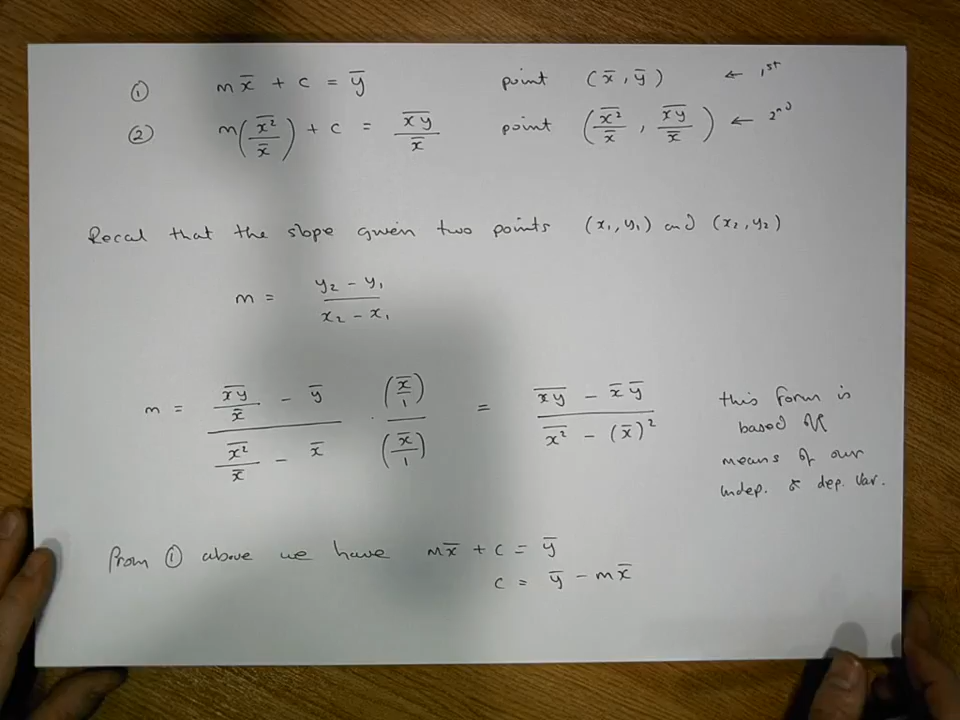 ① m x̄ + c = ȳ point (x̄, ȳ) ← 1st
② m(x̅²̅/x̄) + c = x̅y̅/x̄ point (x̅²̅/x̄, x̅y̅/x̄) ← 2nd
Recal that the slope given two points (x₁, y₁) and (x₂, y₂)
m = (y₂ - y₁)/(x₂ - x₁)
m = (x̅y̅/x̄ - ȳ)/(x̅²̅/x̄ - x̄) · (x̄/1)/(x̄/1) = (x̅y̅ - x̄ȳ)/(x̅²̅ - (x̄)²)
this form is
based off
means of our
indep. & dep. var.
From ① above we have m x̄ + c = ȳ
c = ȳ - m x̄